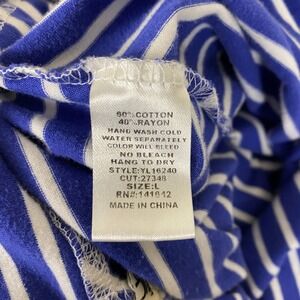 60% COTTON
40% RAYON
HAND WASH COLD
WATER SEPARATELY
COLOR WILL BLEED
NO BLEACH
HANG TO DRY
STYLE:YL16240
CUT:27348
SIZE:L
RN#:141642
MADE IN CHINA